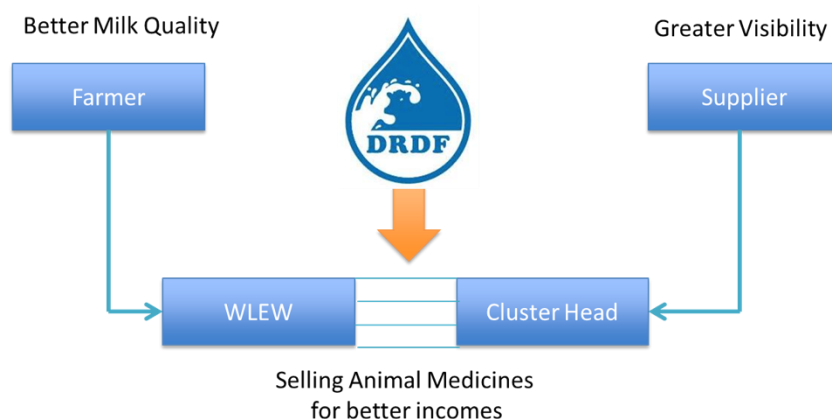 Better Milk Quality
Greater Visibility
Farmer
DRDF
Supplier
WLEW
Cluster Head
Selling Animal Medicines
for better incomes